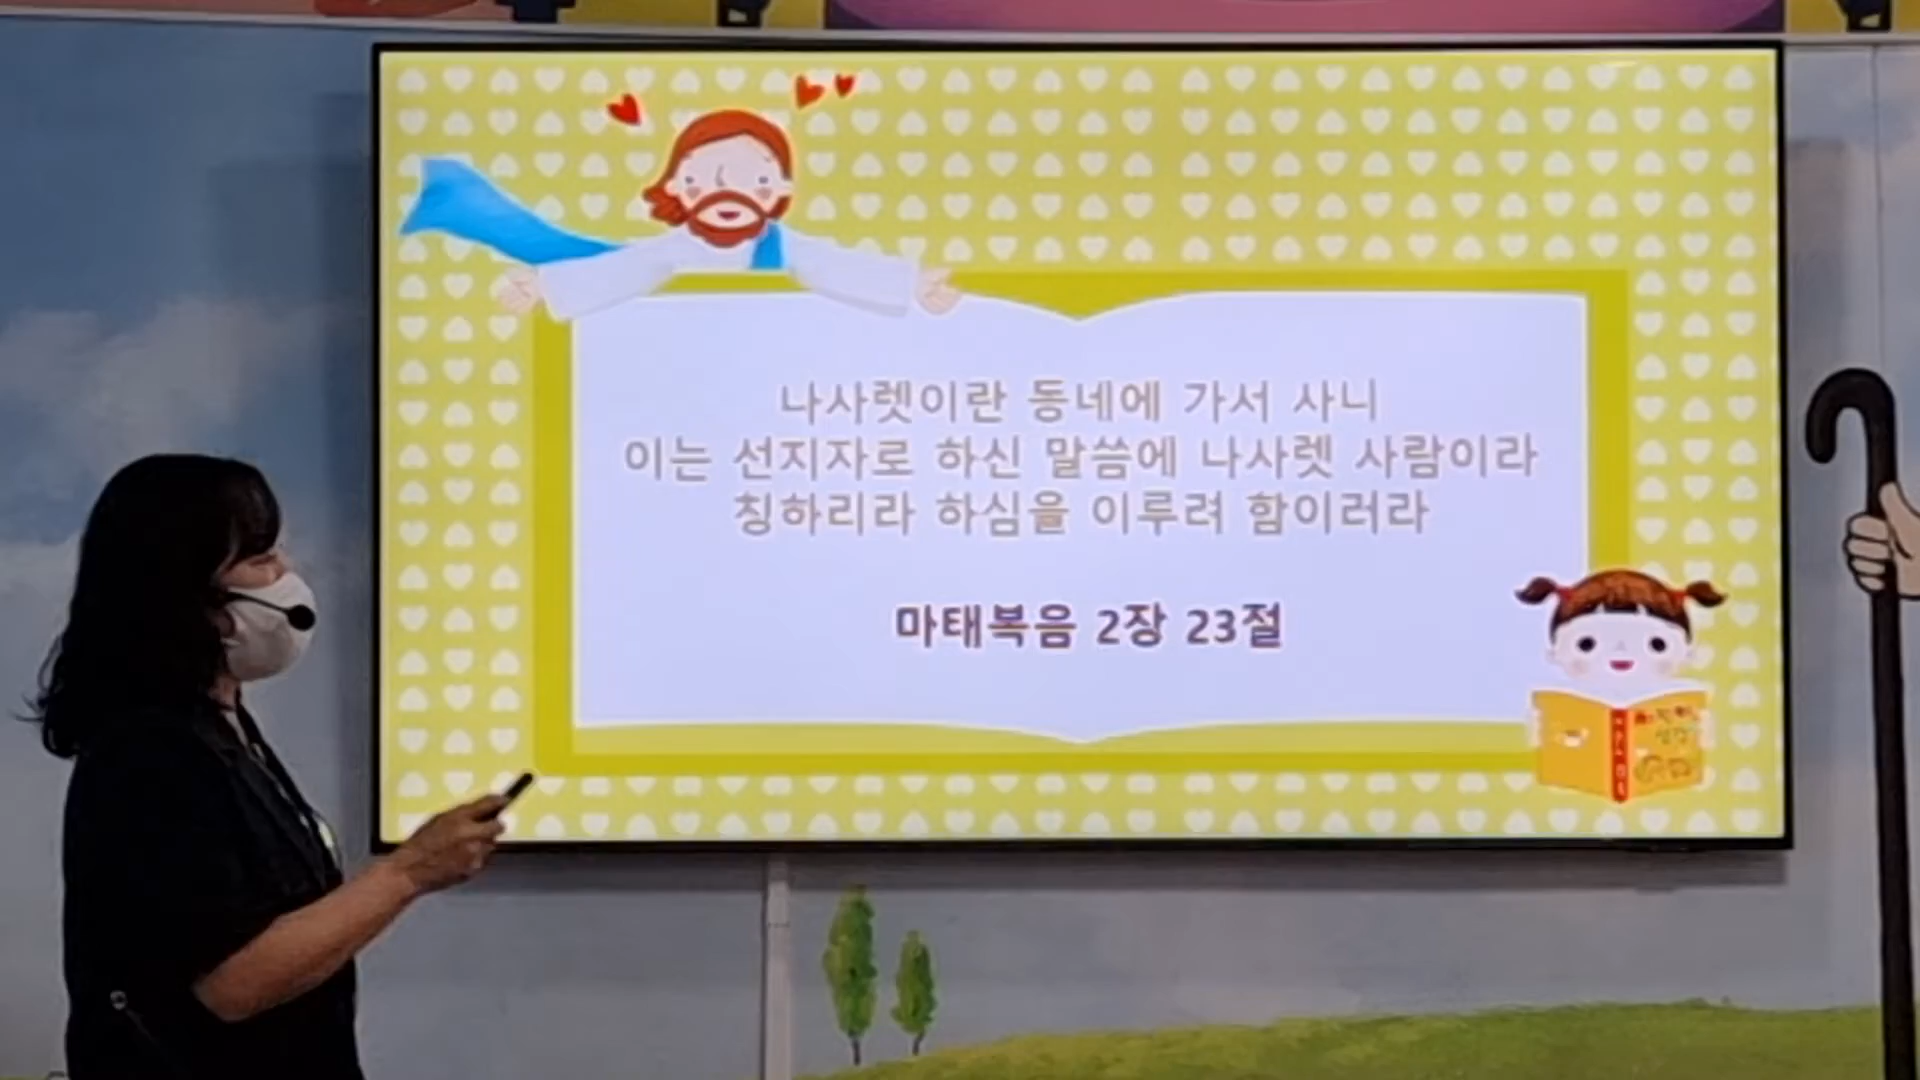 나사렛이란 동네에 가서 사니
이는 선지자로 하신 말씀에 나사렛 사람이라
칭하리라 하심을 이루려 함이러라
마태복음 2장 23절